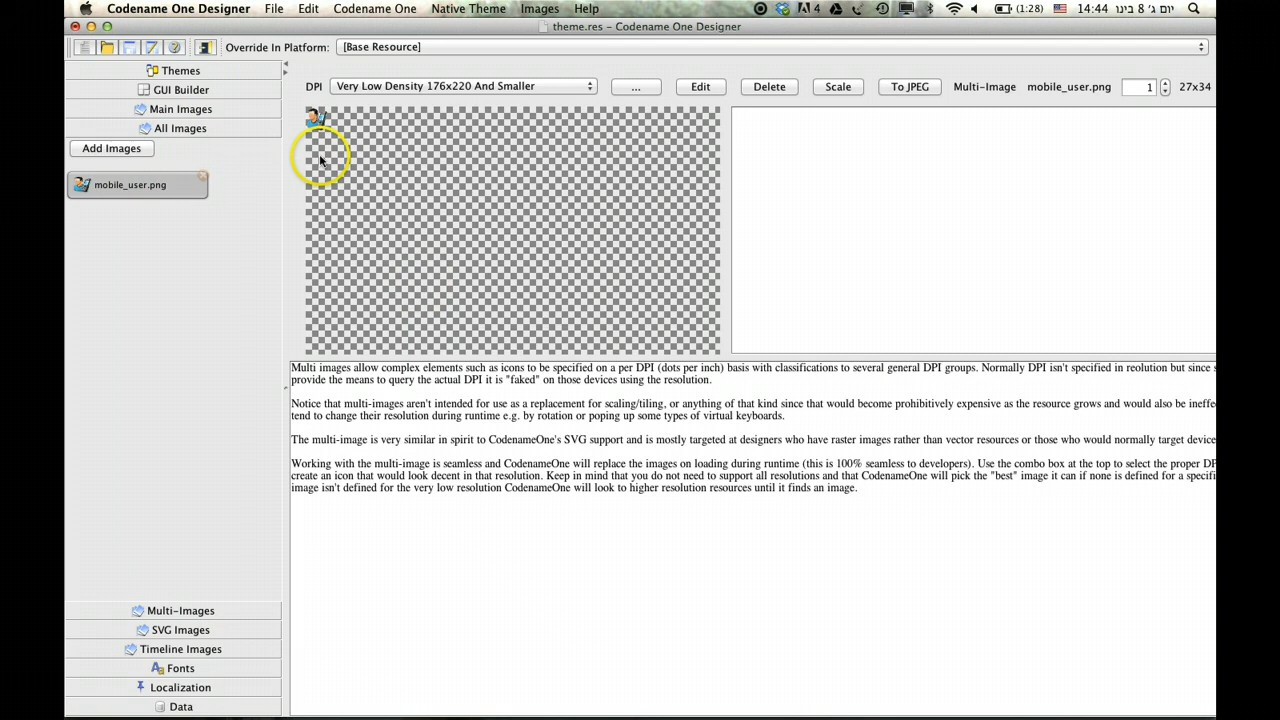 Codename One Designer File Edit Codename One Native Theme Images Help 4 (1:28) יום ג׳ 8 בינו 14:44
theme.res – Codename One Designer
Override In Platform: [Base Resource]
Themes
GUI Builder
Main Images
All Images
Add Images
mobile_user.png
DPI Very Low Density 176x220 And Smaller ... Edit Delete Scale To JPEG Multi-Image mobile_user.png 1 27x34
Multi images allow complex elements such as icons to be specified on a per DPI (dots per inch) basis with classifications to several general DPI groups. Normally DPI isn't specified in reolution but since s
provide the means to query the actual DPI it is "faked" on those devices using the resolution.
Notice that multi-images aren't intended for use as a replacement for scaling/tiling, or anything of that kind since that would become prohibitively expensive as the resource grows and would also be ineffe
tend to change their resolution during runtime e.g. by rotation or poping up some types of virtual keyboards.
The multi-image is very similar in spirit to CodenameOne's SVG support and is mostly targeted at designers who have raster images rather than vector resources or those who would normally target device
Working with the multi-image is seamless and CodenameOne will replace the images on loading during runtime (this is 100% seamless to developers). Use the combo box at the top to select the proper DP
create an icon that would look decent in that resolution. Keep in mind that you do not need to support all resolutions and that CodenameOne will pick the "best" image it can if none is defined for a specifi
image isn't defined for the very low resolution CodenameOne will look to higher resolution resources until it finds an image.
Multi-Images
SVG Images
Timeline Images
Fonts
Localization
Data